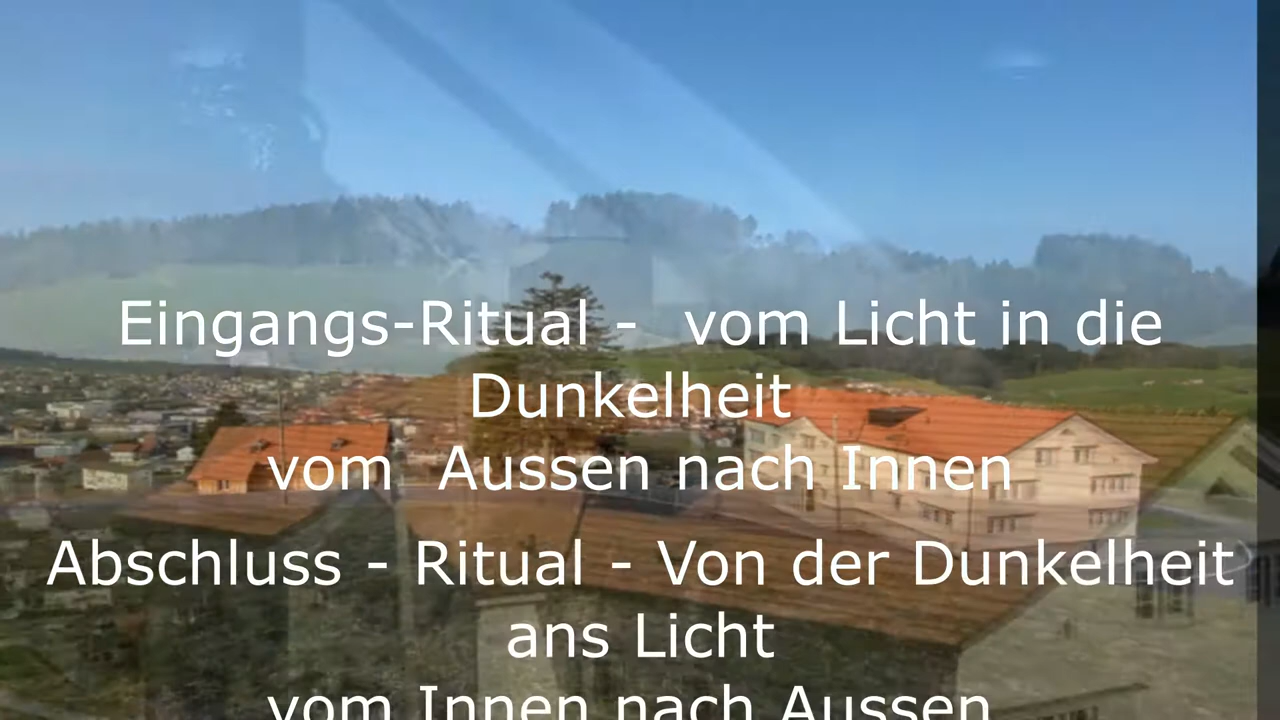 Eingangs-Ritual -  vom Licht in die
Dunkelheit
vom  Aussen nach Innen
Abschluss - Ritual - Von der Dunkelheit
ans Licht
vom Innen nach Aussen